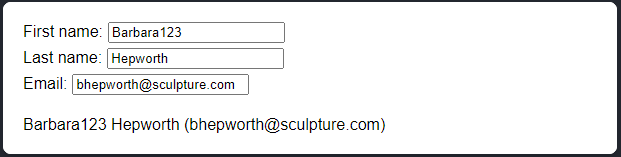 First name: Barbara123
Last name: Hepworth
Email: bhepworth@sculpture.com
Barbara123 Hepworth (bhepworth@sculpture.com)